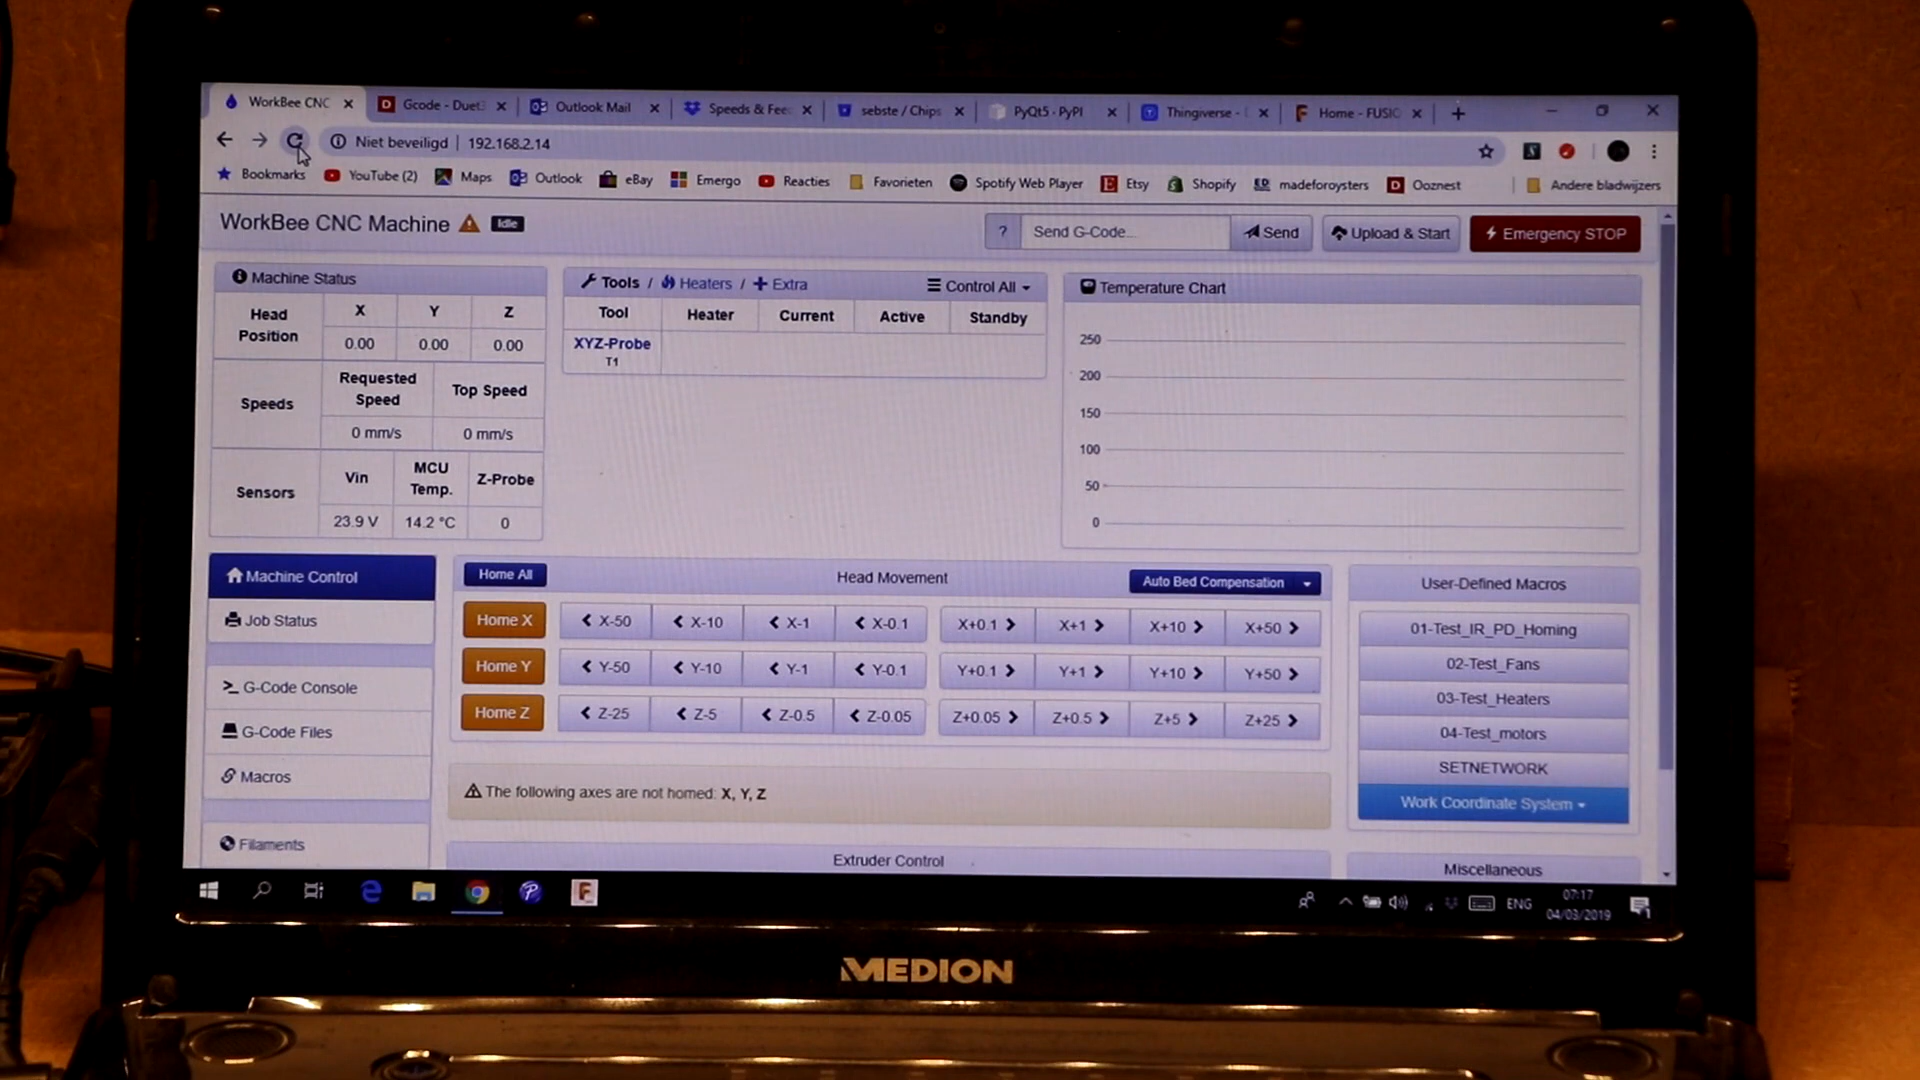 WorkBee CNC
Gcode - Duet
Outlook Mail
Speeds & Fee
sebste / Chips
PyQt5 · PyPI
Thingiverse -
Home - FUSIO
Niet beveiligd | 192.168.2.14
Bookmarks
YouTube (2)
Maps
Outlook
eBay
Emergo
Reacties
Favorieten
Spotify Web Player
Etsy
Shopify
madeforoysters
Ooznest
Andere bladwijzers
WorkBee CNC Machine
Idle
?
Send G-Code...
Send
Upload & Start
Emergency STOP
Machine Status
Head Position
X Y Z
0.00 0.00 0.00
Speeds
Requested Speed
Top Speed
0 mm/s
0 mm/s
Sensors
Vin
MCU Temp.
Z-Probe
23.9 V
14.2 °C
0
Tools / Heaters / Extra
Control All
Tool Heater Current Active Standby
XYZ-Probe
T1
Temperature Chart
250
200
150
100
50
0
Machine Control
Job Status
G-Code Console
G-Code Files
Macros
Filaments
Home All
Head Movement
Auto Bed Compensation
Home X
X-50 X-10 X-1 X-0.1 X+0.1 X+1 X+10 X+50
Home Y
Y-50 Y-10 Y-1 Y-0.1 Y+0.1 Y+1 Y+10 Y+50
Home Z
Z-25 Z-5 Z-0.5 Z-0.05 Z+0.05 Z+0.5 Z+5 Z+25
The following axes are not homed: X, Y, Z
Extruder Control
User-Defined Macros
01-Test_IR_PD_Homing
02-Test_Fans
03-Test_Heaters
04-Test_motors
SETNETWORK
Work Coordinate System
Miscellaneous
ENG
07:17
04/03/2019
MEDION